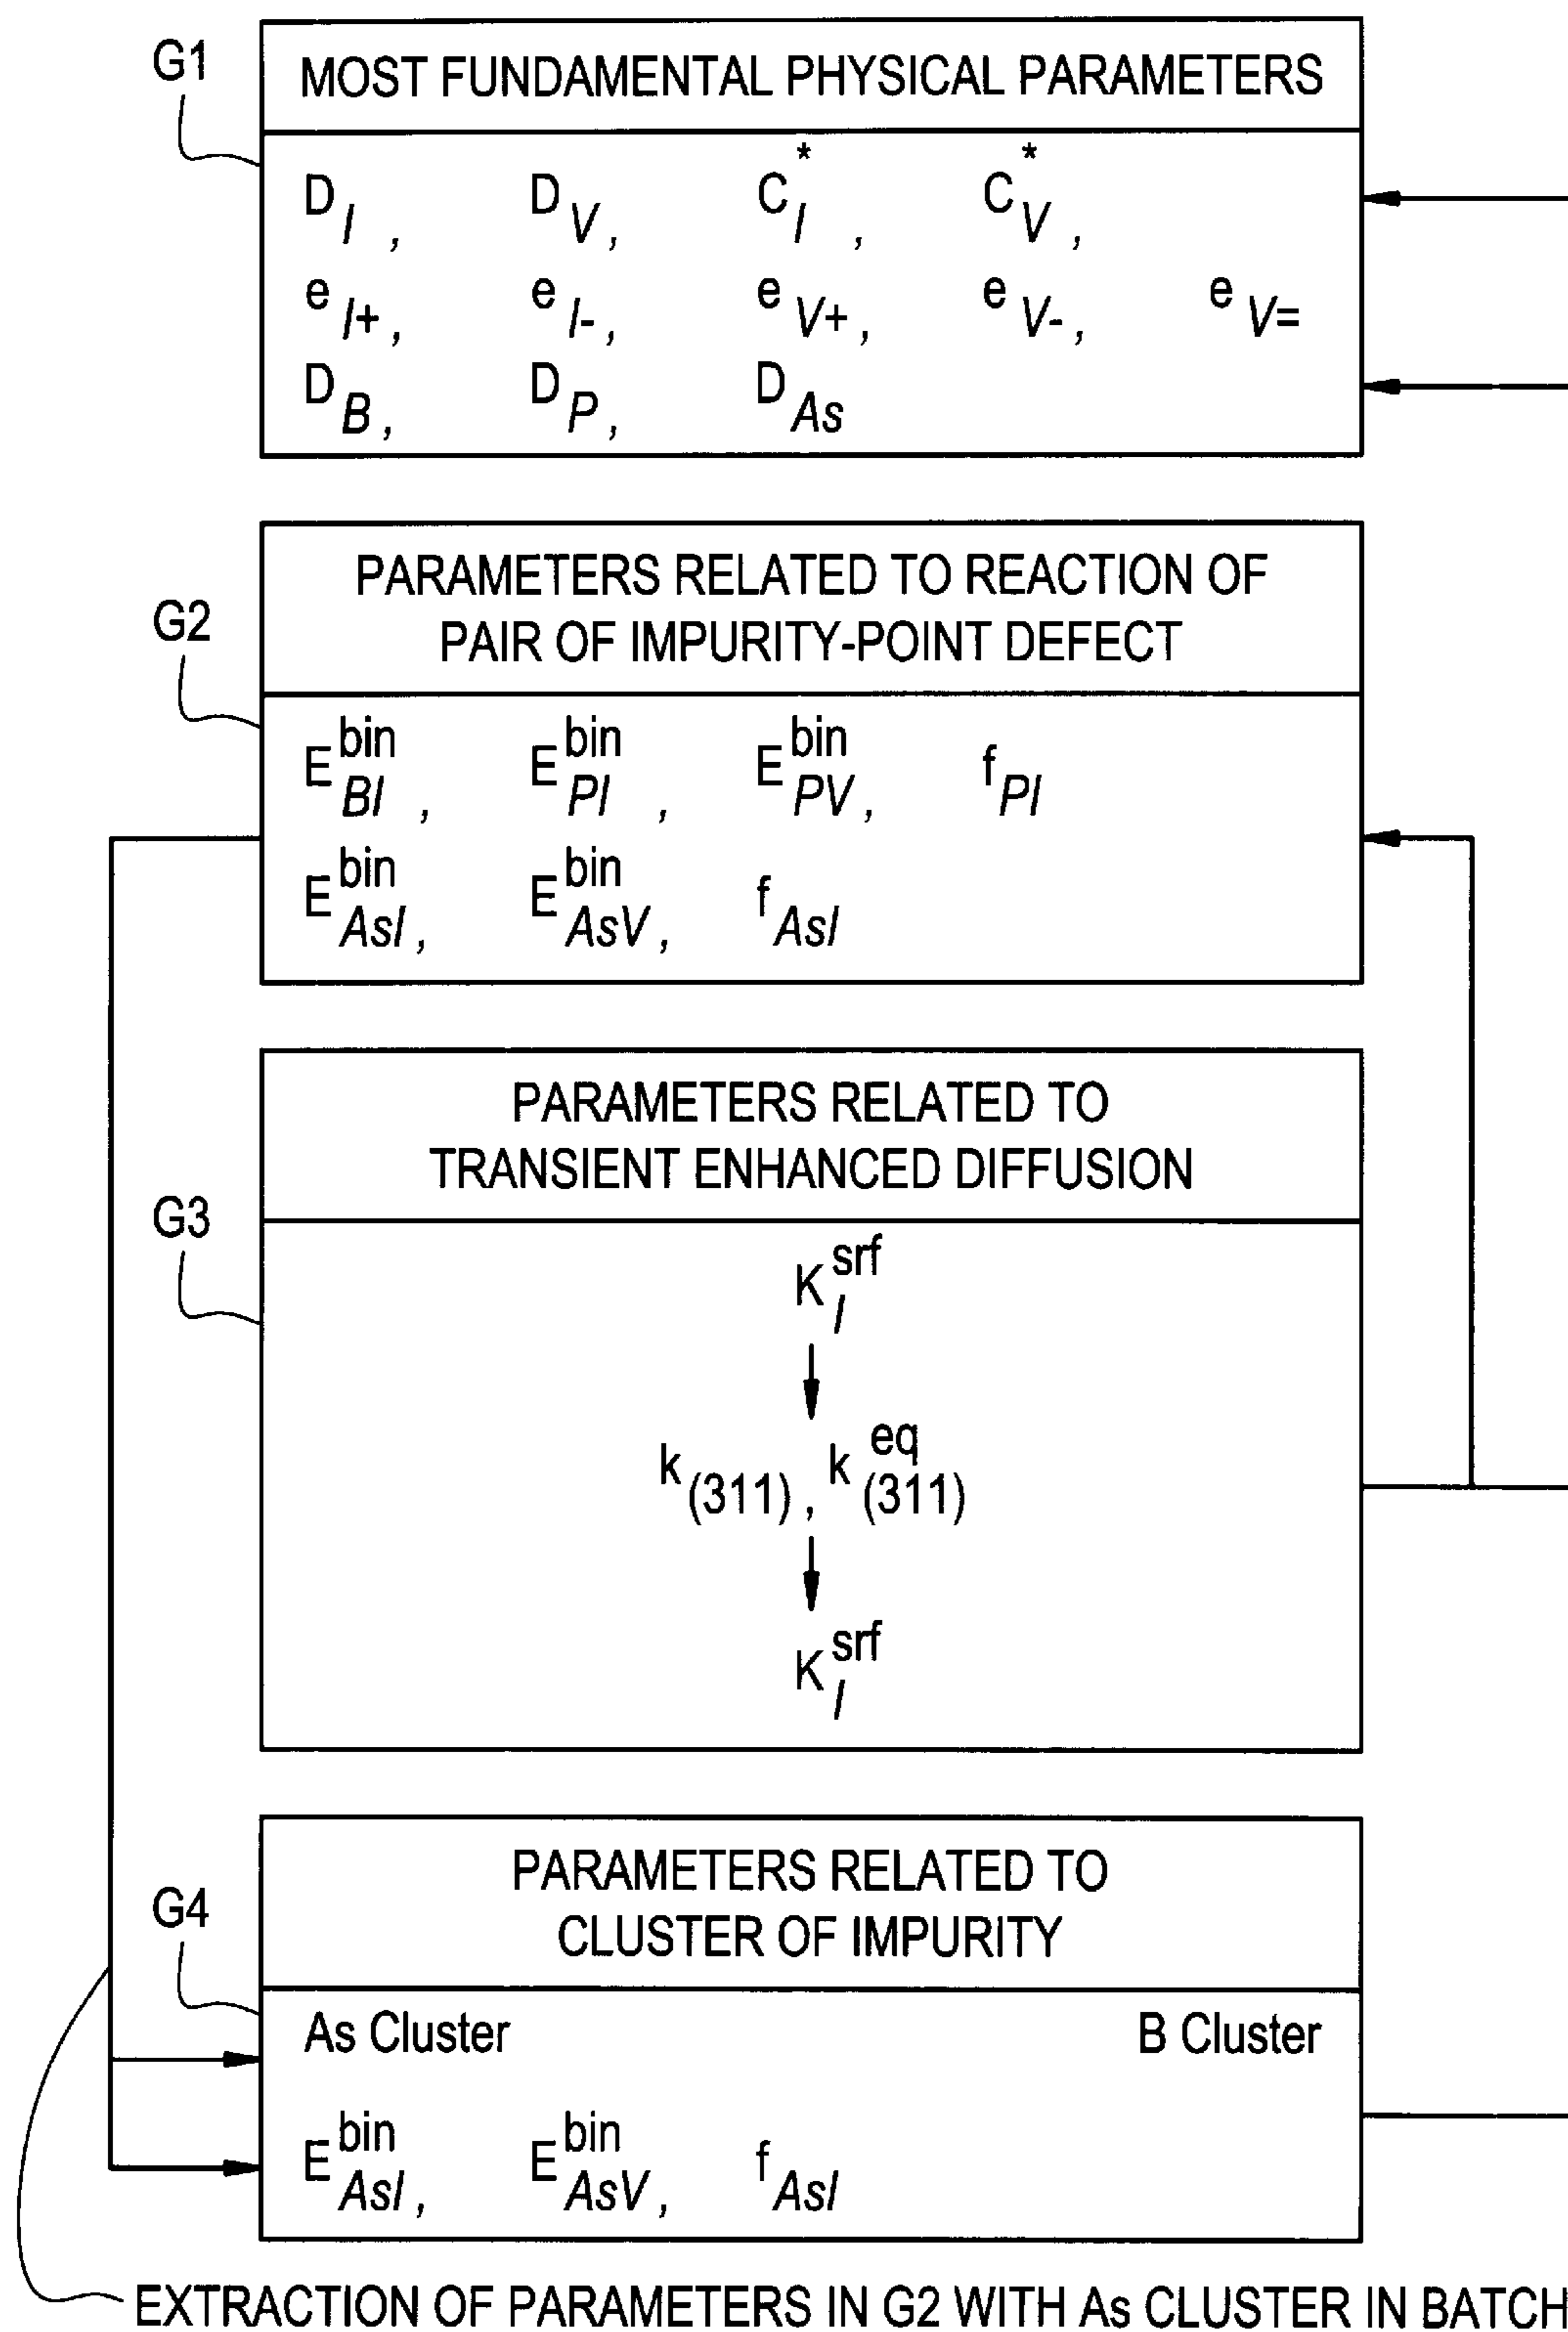 G1
MOST FUNDAMENTAL PHYSICAL PARAMETERS
D_I, D_V, C_I^*, C_V^*,
e_I+, e_I-, e_V+, e_V-, e_V=
D_B, D_P, D_As
G2
PARAMETERS RELATED TO REACTION OF
PAIR OF IMPURITY-POINT DEFECT
E_BI^bin, E_PI^bin, E_PV^bin, f_PI
E_AsI^bin, E_AsV^bin, f_AsI
G3
PARAMETERS RELATED TO
TRANSIENT ENHANCED DIFFUSION
K_I^srf
k_(311), k_(311)^eq
K_I^srf
G4
PARAMETERS RELATED TO
CLUSTER OF IMPURITY
As Cluster B Cluster
E_AsI^bin, E_AsV^bin, f_AsI
EXTRACTION OF PARAMETERS IN G2 WITH As CLUSTER IN BATCH